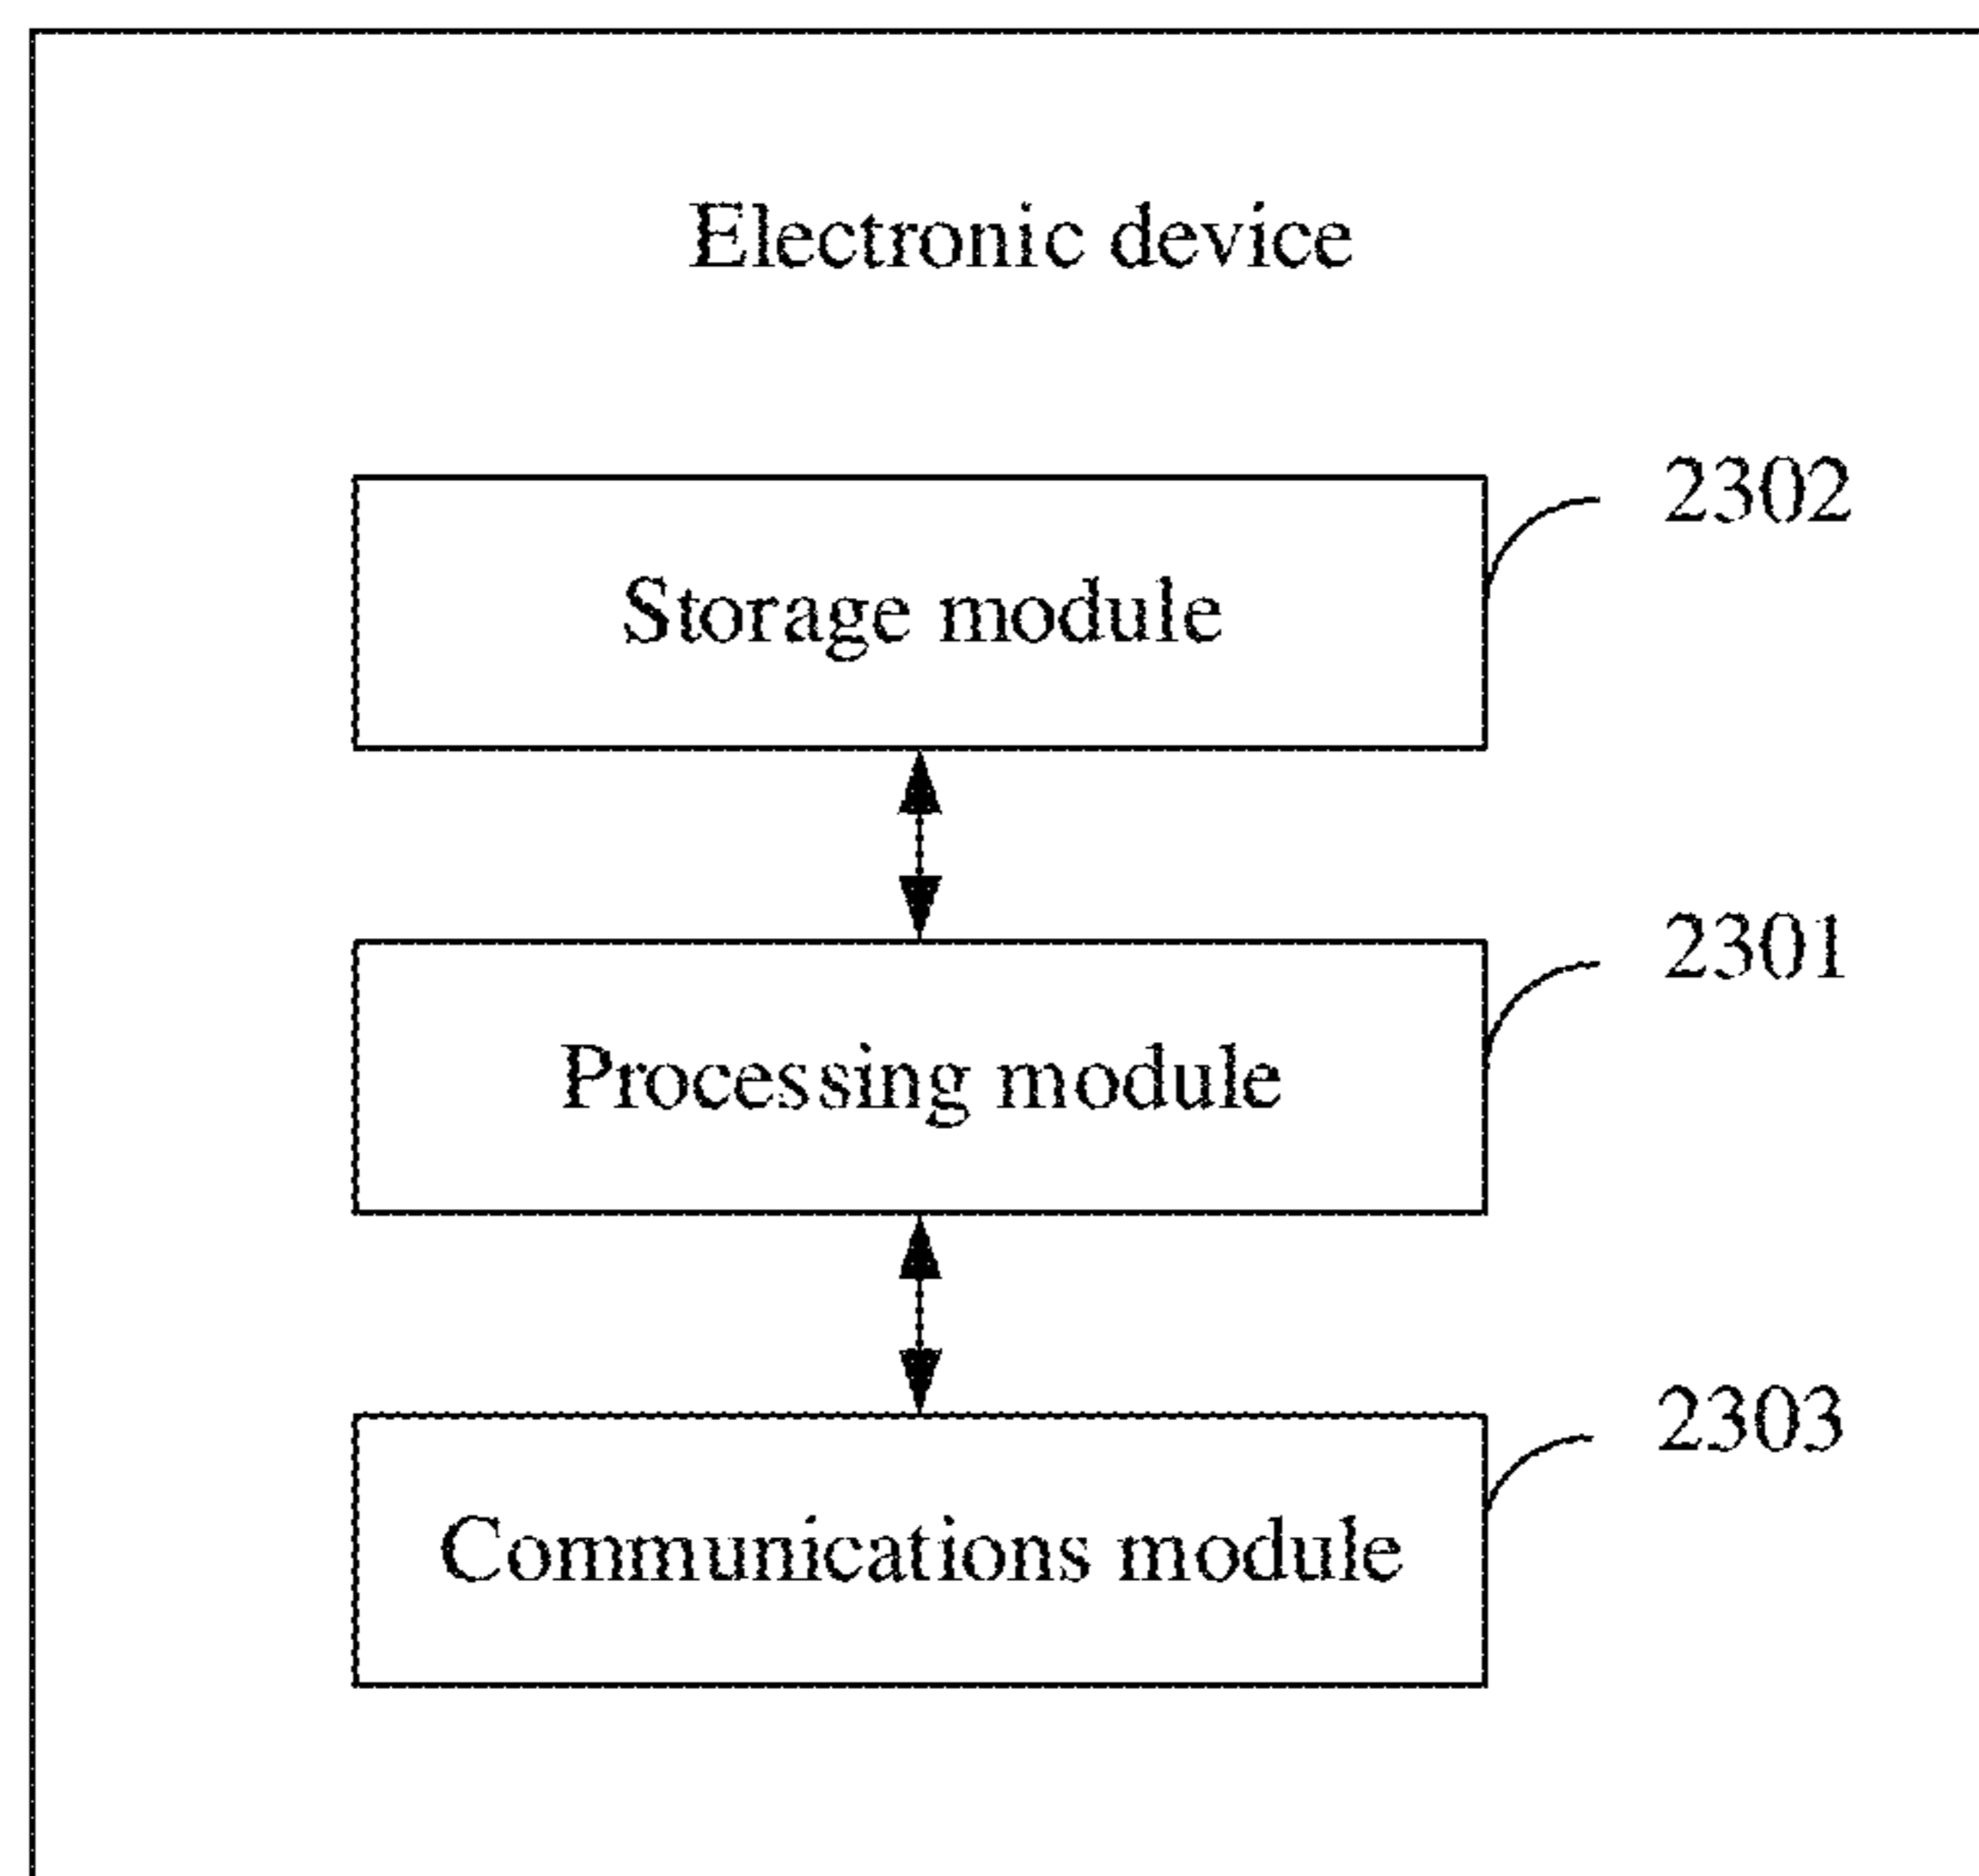 Electronic device
2302
Storage module
2301
Processing module
2303
Communications module